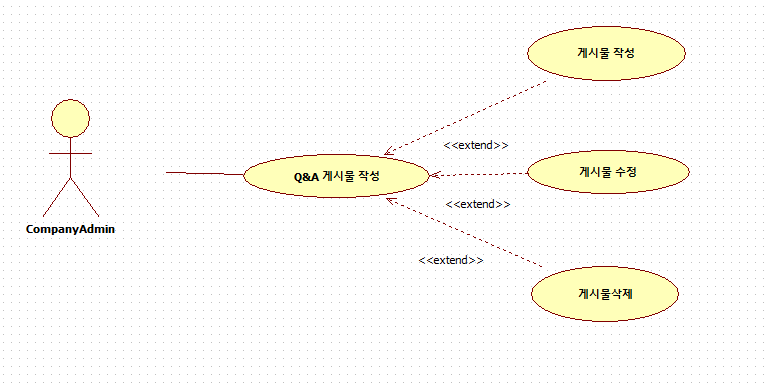 게시물 작성
<<extend>>
Q&A 게시물 작성
게시물 수정
<<extend>>
CompanyAdmin
<<extend>>
게시물삭제